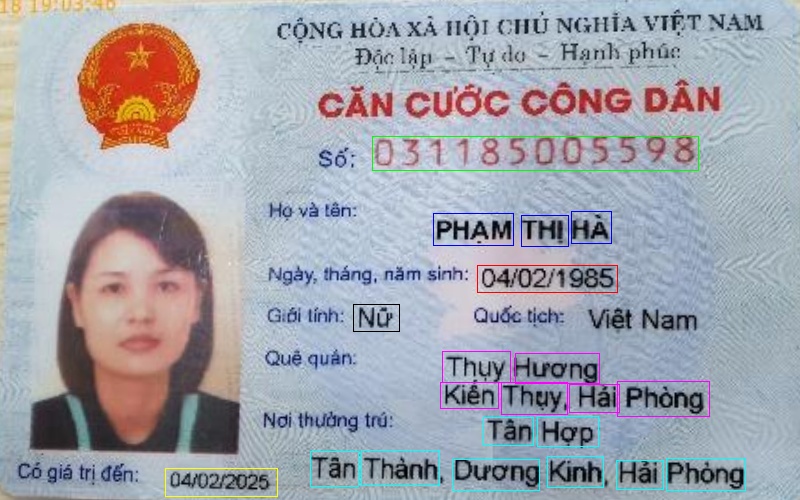 18 19:03:46
CỘNG HÒA XÃ HỘI CHỦ NGHĨA VIỆT NAM
Độc lập - Tự do - Hạnh phúc
CĂN CƯỚC CÔNG DÂN
Số: 031185005598
Họ và tên:
PHẠM THỊ HÀ
Ngày, tháng, năm sinh: 04/02/1985
Giới tính: Nữ Quốc tịch: Việt Nam
Quê quán: Thụy Hương
Kiến Thụy, Hải Phòng
Nơi thường trú: Tân Hợp
Tân Thành, Dương Kinh, Hải Phòng
Có giá trị đến: 04/02/2025